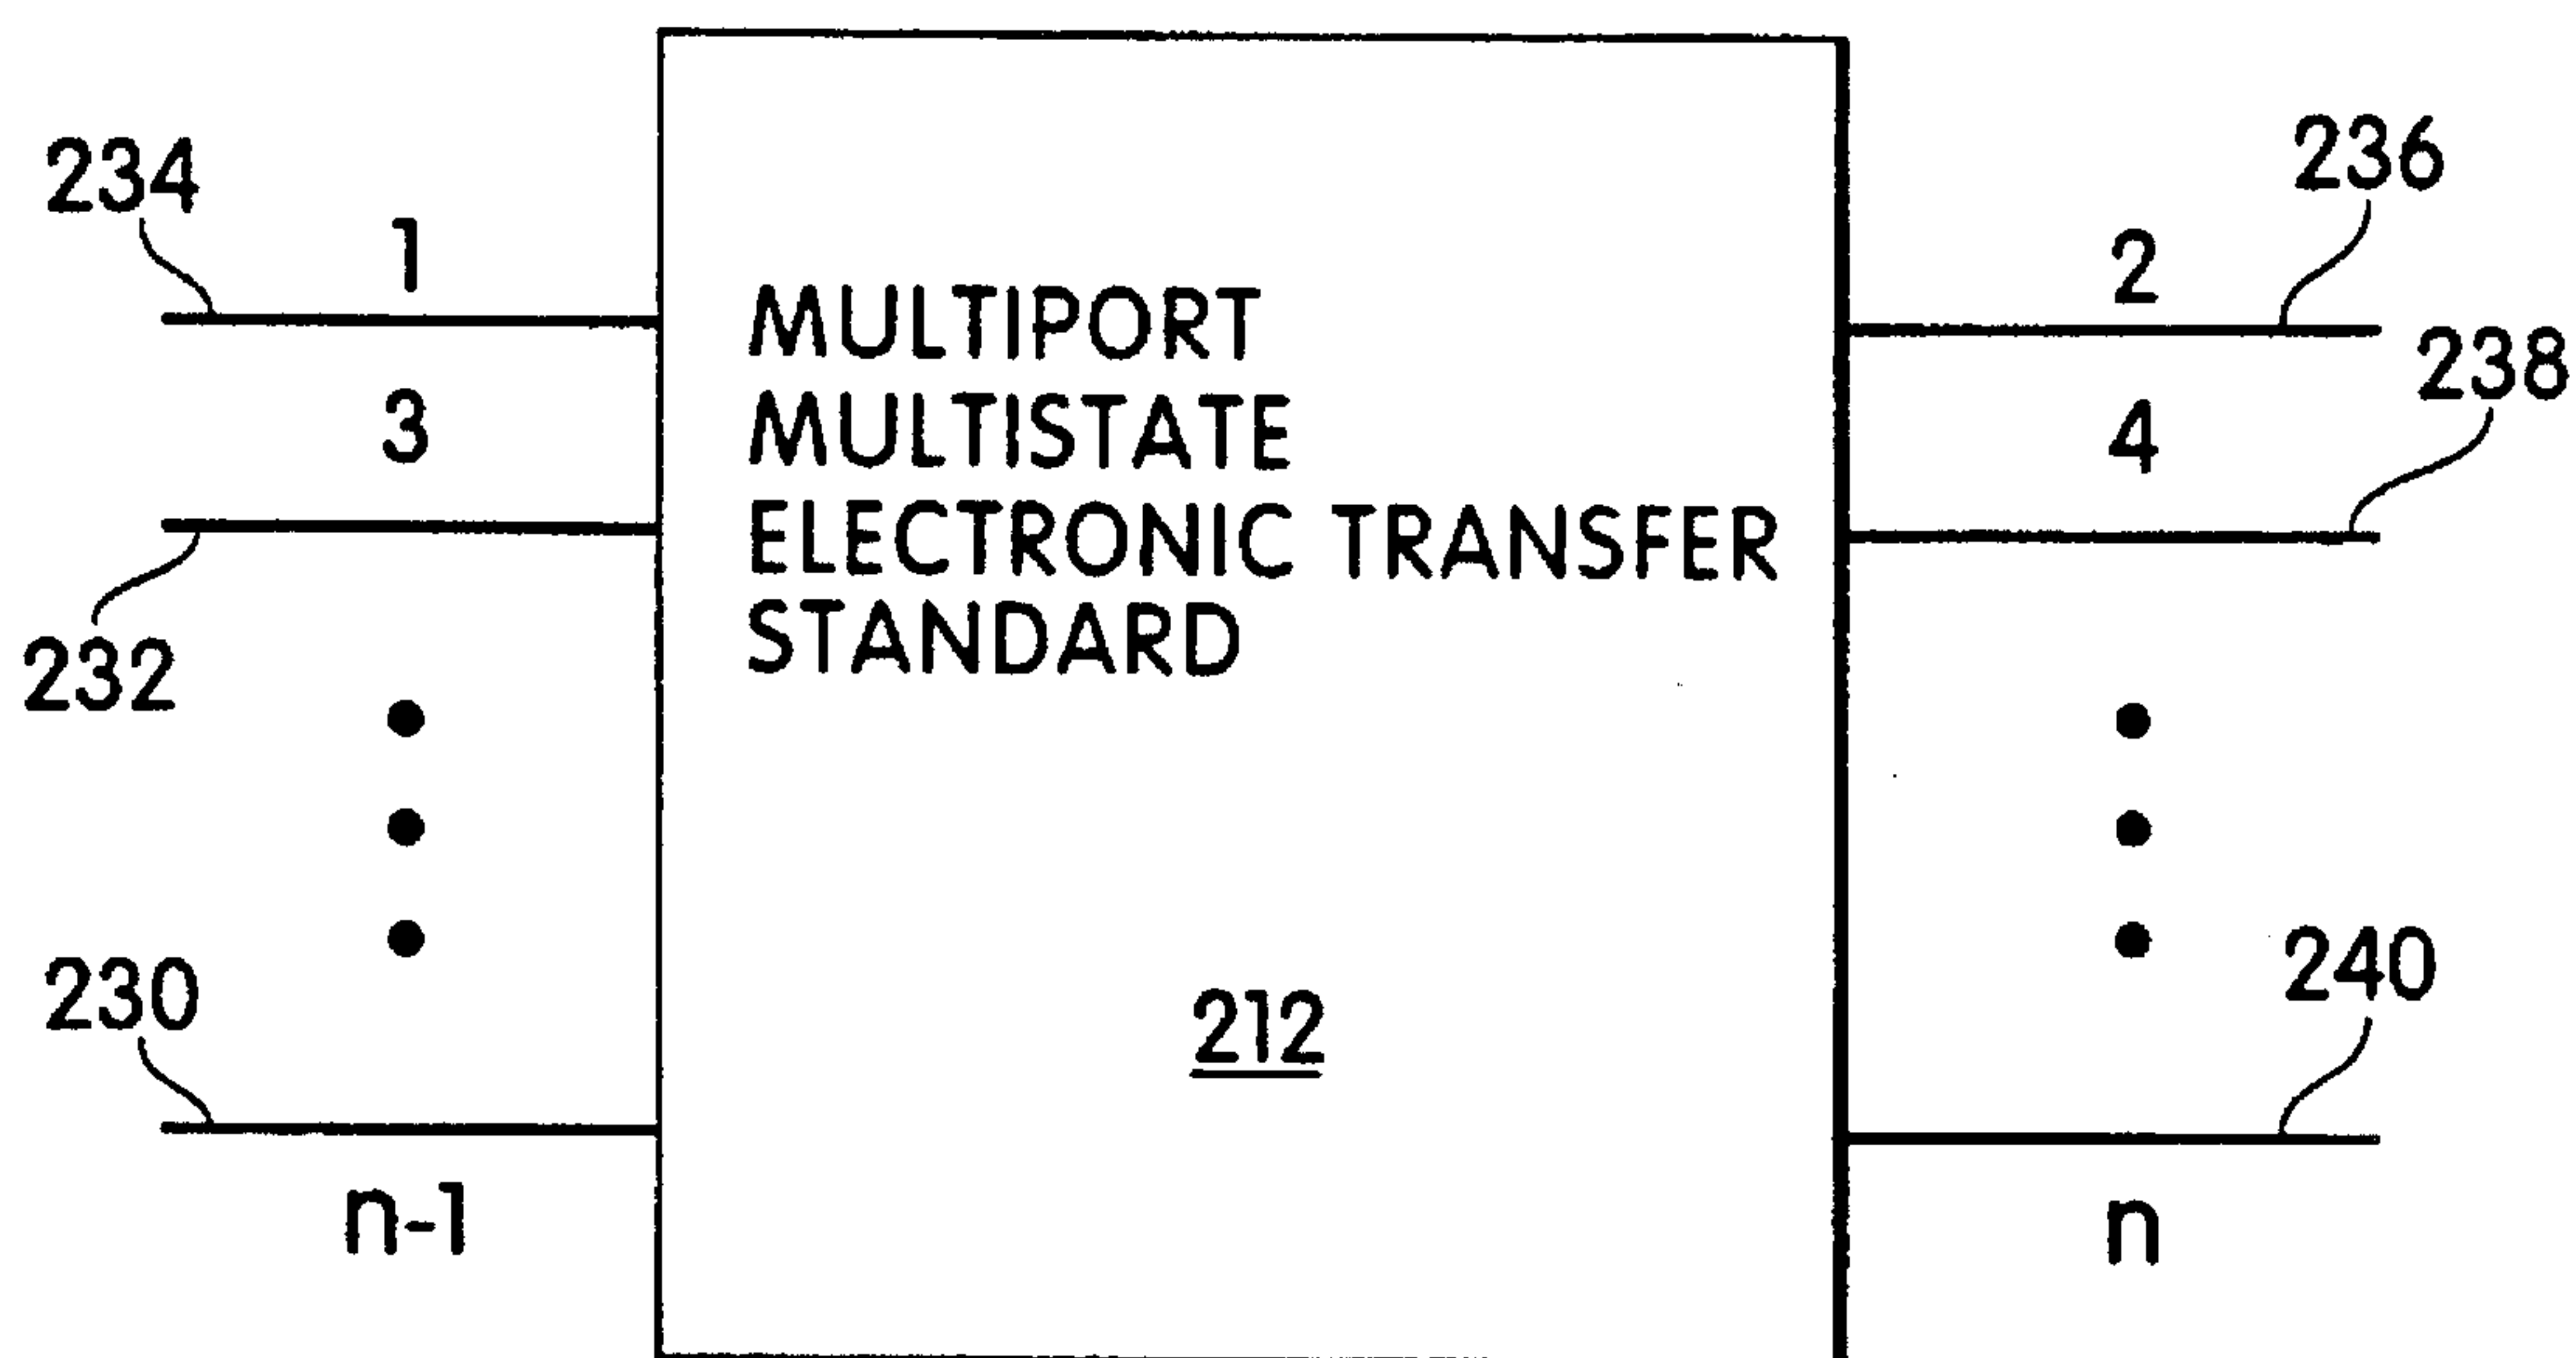 234
1
3
232
230
n-1
MULTIPORT
MULTISTATE
ELECTRONIC TRANSFER
STANDARD
212
236
2
238
4
240
n